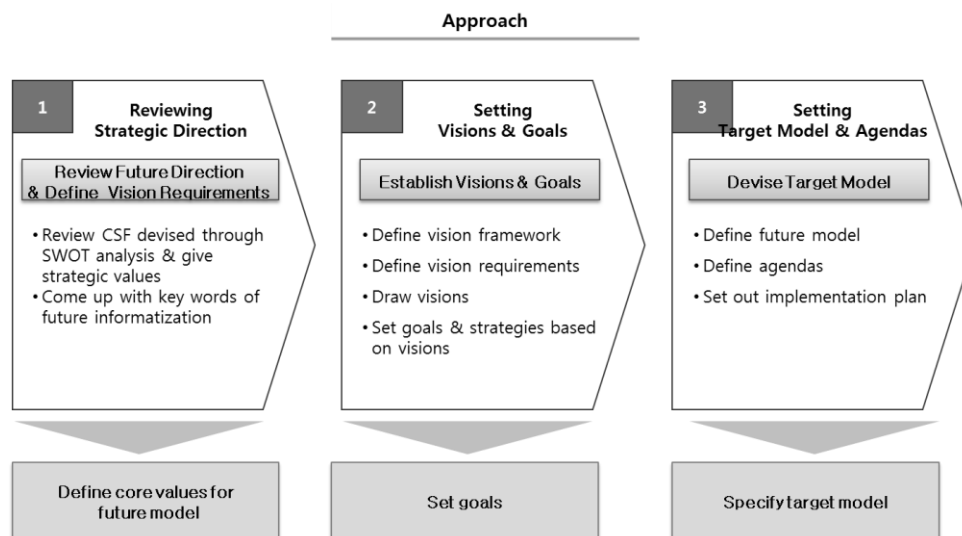 Approach
1
Reviewing
Strategic Direction
Review Future Direction
& Define Vision Requirements
• Review CSF devised through
SWOT analysis & give
strategic values
• Come up with key words of
future informatization
Define core values for
future model
2
Setting
Visions & Goals
Establish Visions & Goals
• Define vision framework
• Define vision requirements
• Draw visions
• Set goals & strategies based
on visions
Set goals
3
Setting
Target Model & Agendas
Devise Target Model
• Define future model
• Define agendas
• Set out implementation plan
Specify target model